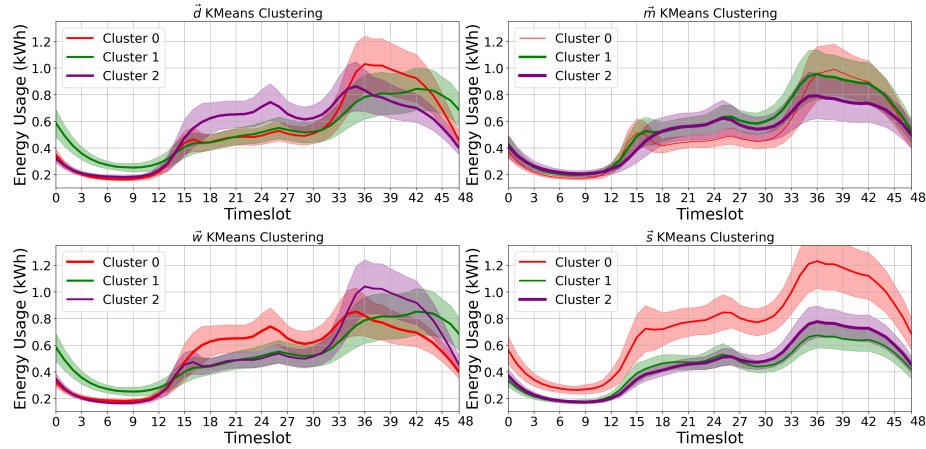 d⃗ KMeans Clustering
Energy Usage (kWh)
1.2
1.0
0.8
0.6
0.4
0.2
Cluster 0
Cluster 1
Cluster 2
0 3 6 9 12 15 18 21 24 27 30 33 36 39 42 45 48
Timeslot
m⃗ KMeans Clustering
Energy Usage (kWh)
1.2
1.0
0.8
0.6
0.4
0.2
Cluster 0
Cluster 1
Cluster 2
0 3 6 9 12 15 18 21 24 27 30 33 36 39 42 45 48
Timeslot
w⃗ KMeans Clustering
Energy Usage (kWh)
1.2
1.0
0.8
0.6
0.4
0.2
Cluster 0
Cluster 1
Cluster 2
0 3 6 9 12 15 18 21 24 27 30 33 36 39 42 45 48
Timeslot
s⃗ KMeans Clustering
Energy Usage (kWh)
1.2
1.0
0.8
0.6
0.4
0.2
Cluster 0
Cluster 1
Cluster 2
0 3 6 9 12 15 18 21 24 27 30 33 36 39 42 45 48
Timeslot